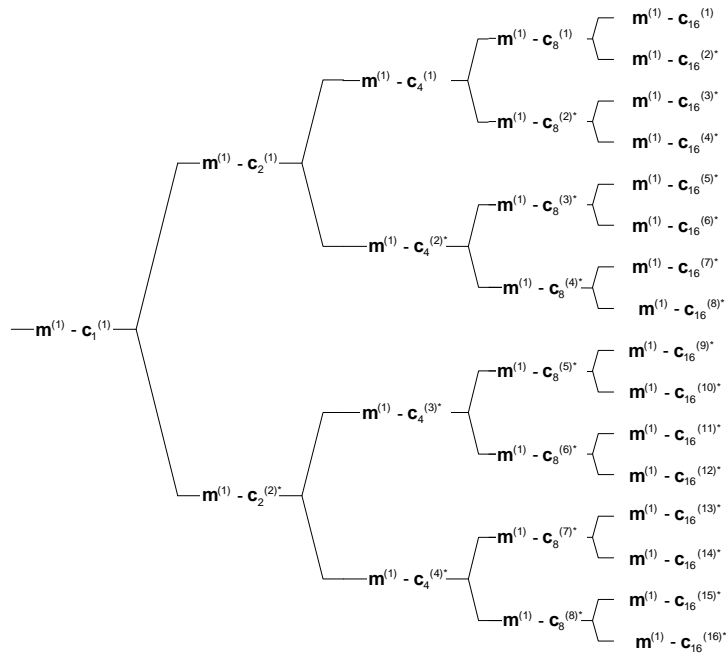 m(1) - c1(1)
m(1) - c2(1)
m(1) - c2(2)*
m(1) - c4(1)
m(1) - c4(2)*
m(1) - c4(3)*
m(1) - c4(4)*
m(1) - c8(1)
m(1) - c8(2)*
m(1) - c8(3)*
m(1) - c8(4)*
m(1) - c8(5)*
m(1) - c8(6)*
m(1) - c8(7)*
m(1) - c8(8)*
m(1) - c16(1)
m(1) - c16(2)*
m(1) - c16(3)*
m(1) - c16(4)*
m(1) - c16(5)*
m(1) - c16(6)*
m(1) - c16(7)*
m(1) - c16(8)*
m(1) - c16(9)*
m(1) - c16(10)*
m(1) - c16(11)*
m(1) - c16(12)*
m(1) - c16(13)*
m(1) - c16(14)*
m(1) - c16(15)*
m(1) - c16(16)*